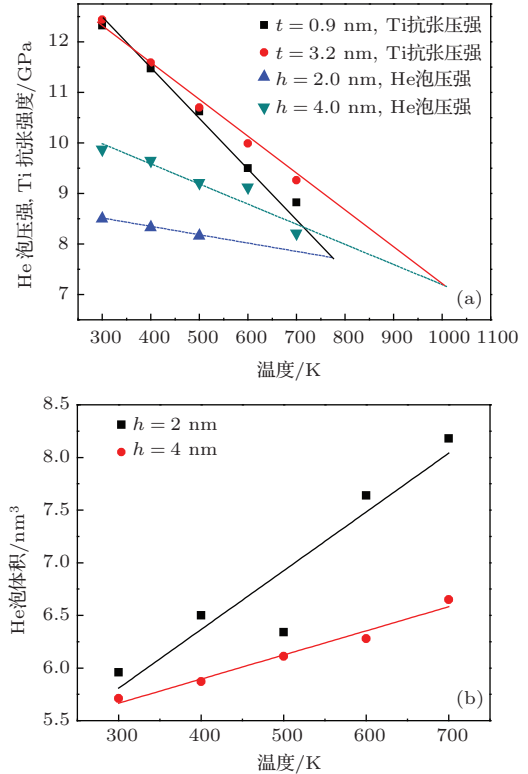 12
11
10
9
8
7
He 泡压强, Ti 抗张强度/GPa
t = 0.9 nm, Ti抗张压强
t = 3.2 nm, Ti抗张压强
h = 2.0 nm, He泡压强
h = 4.0 nm, He泡压强
(a)
300 400 500 600 700 800 900 1000 1100
温度/K
8.5
8.0
7.5
7.0
6.5
6.0
5.5
He泡体积/nm³
h = 2 nm
h = 4 nm
(b)
300 400 500 600 700
温度/K